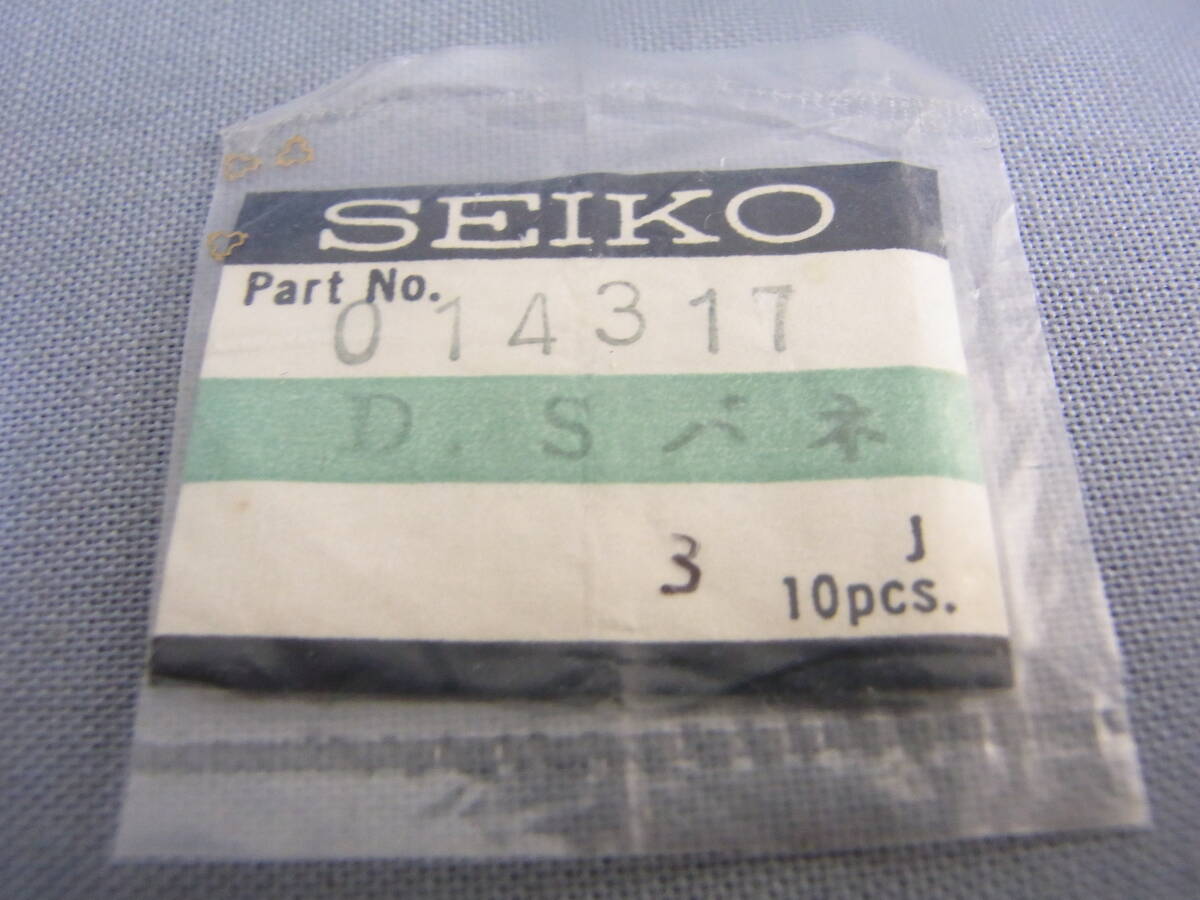 SEIKO
Part No.
014317
D.Sバネ
J
3 10pcs.